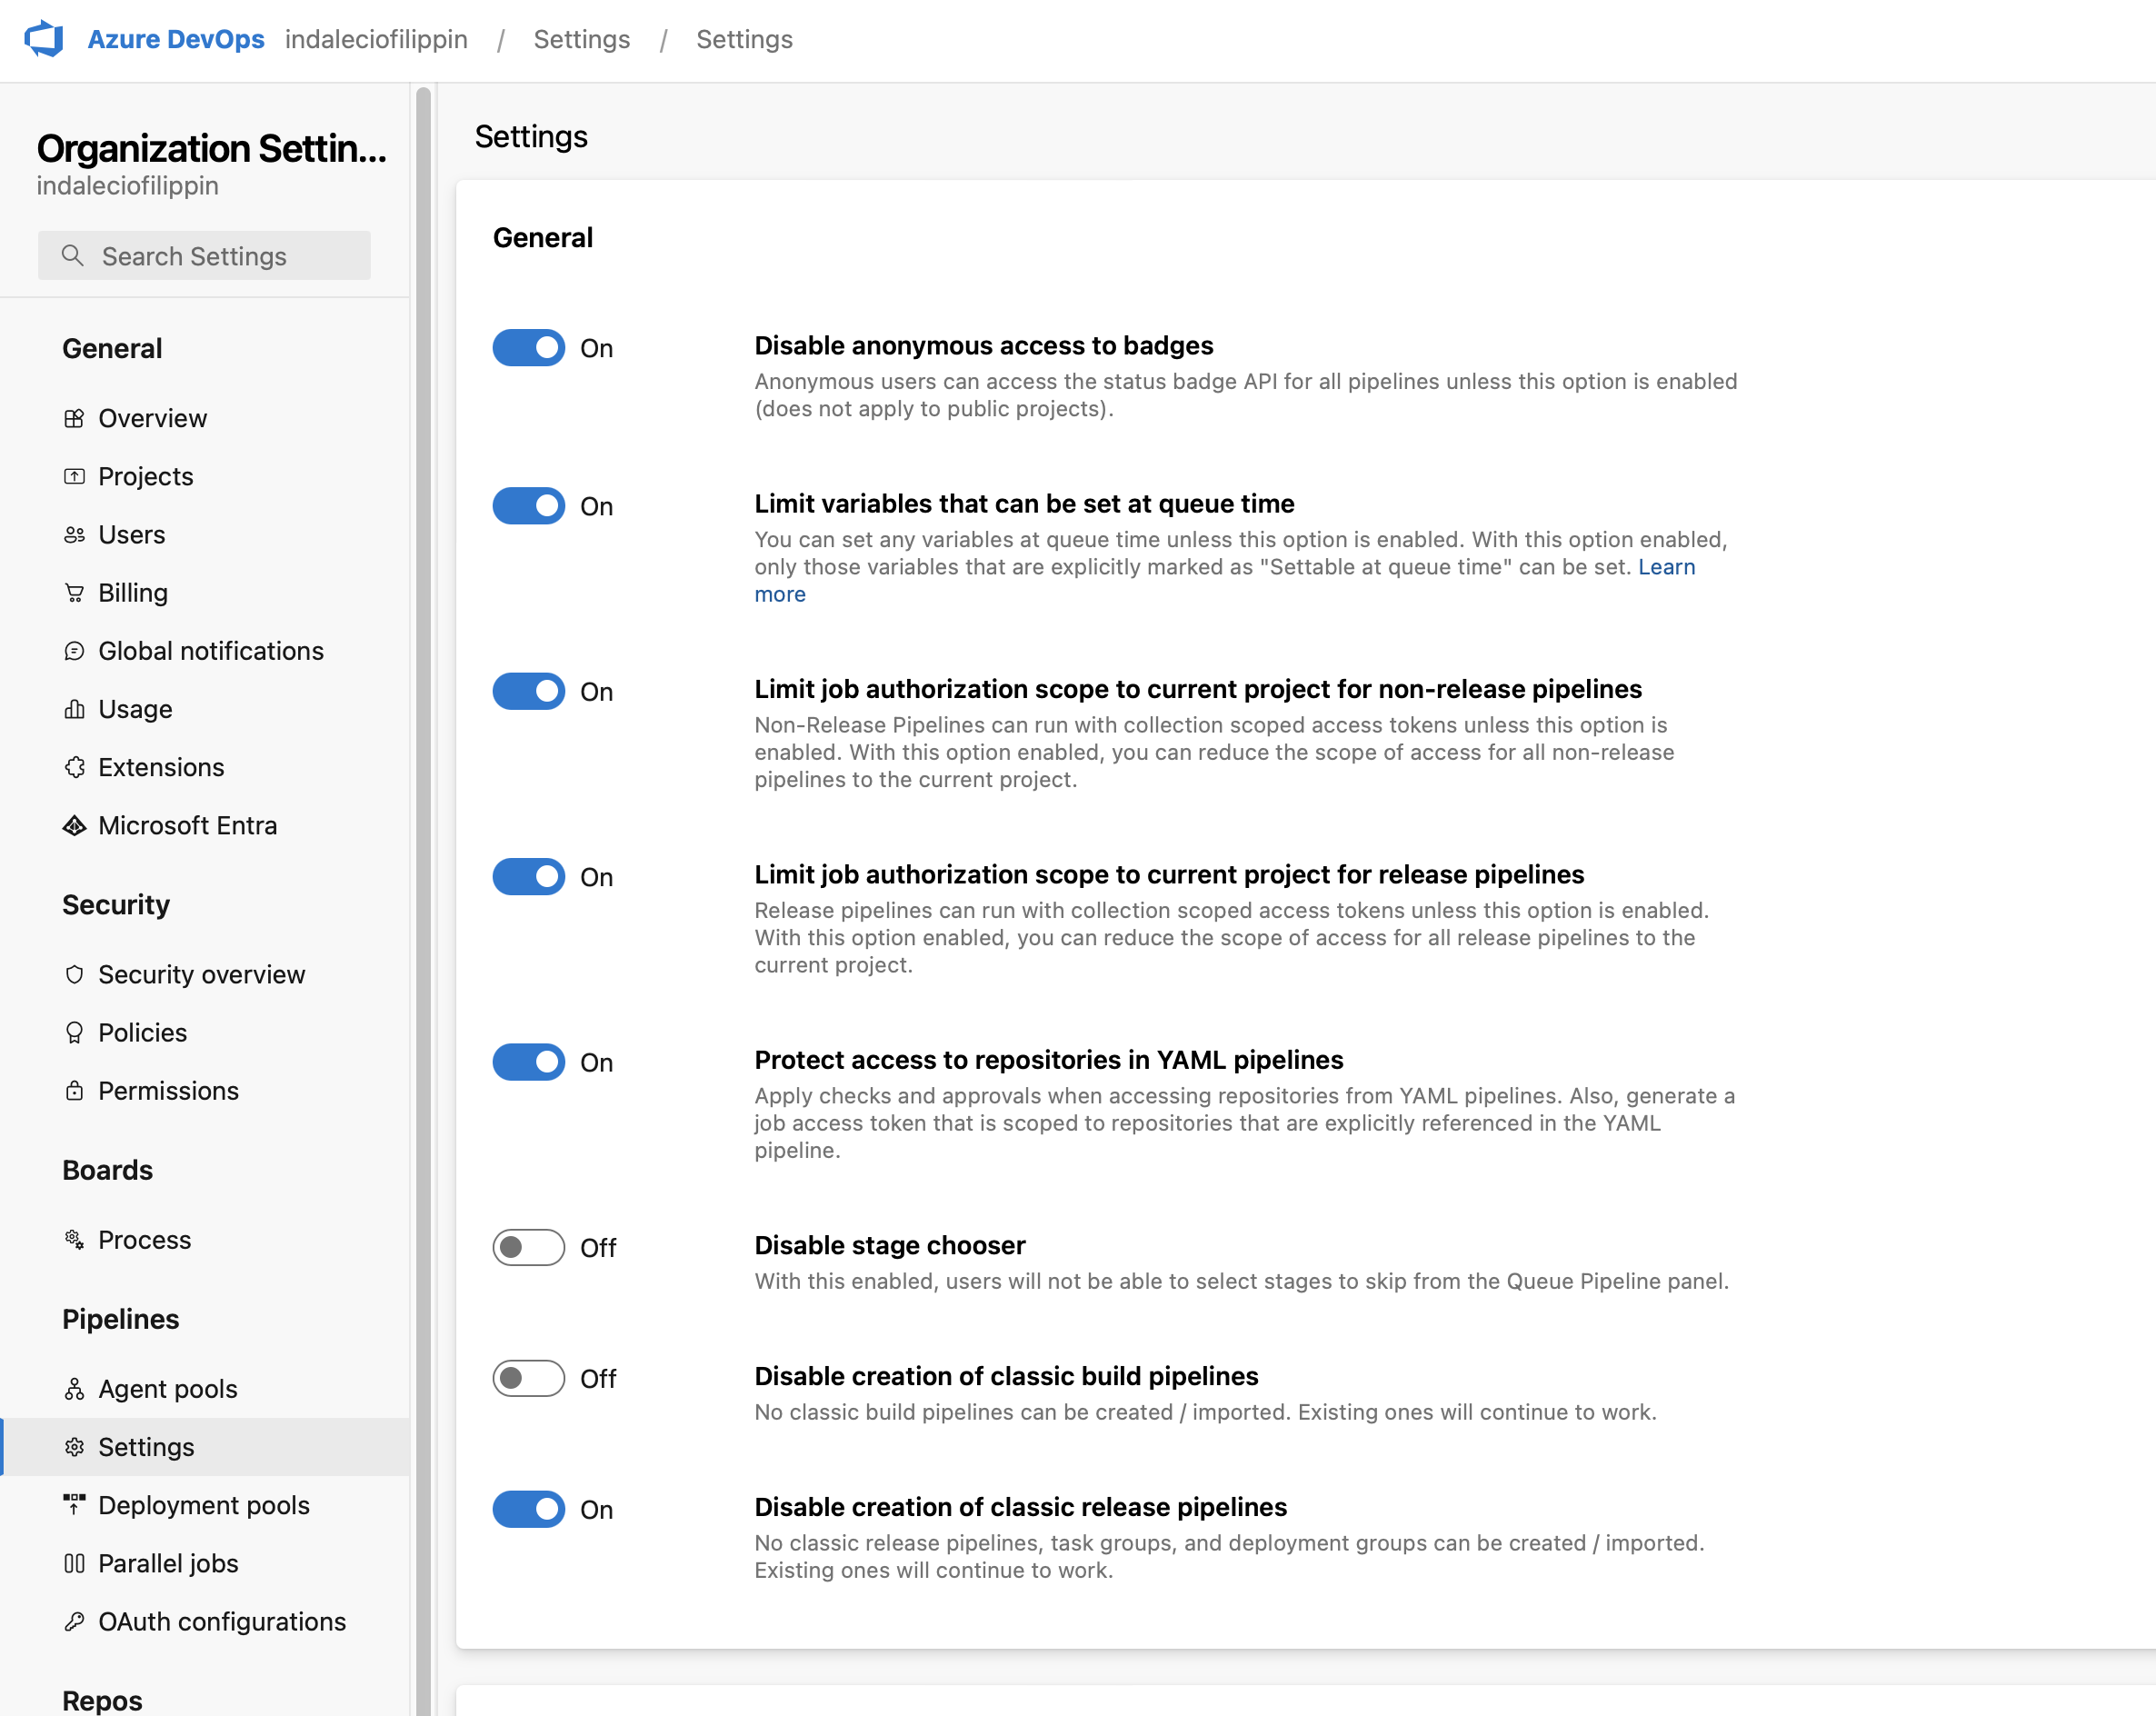 Azure DevOps indaleciofilippin / Settings / Settings
Organization Settin...
indaleciofilippin
Search Settings
General
Overview
Projects
Users
Billing
Global notifications
Usage
Extensions
Microsoft Entra
Security
Security overview
Policies
Permissions
Boards
Process
Pipelines
Agent pools
Settings
Deployment pools
Parallel jobs
OAuth configurations
Repos
Settings
General
On
Disable anonymous access to badges
Anonymous users can access the status badge API for all pipelines unless this option is enabled
(does not apply to public projects).
On
Limit variables that can be set at queue time
You can set any variables at queue time unless this option is enabled. With this option enabled,
only those variables that are explicitly marked as "Settable at queue time" can be set. Learn
more
On
Limit job authorization scope to current project for non-release pipelines
Non-Release Pipelines can run with collection scoped access tokens unless this option is
enabled. With this option enabled, you can reduce the scope of access for all non-release
pipelines to the current project.
On
Limit job authorization scope to current project for release pipelines
Release pipelines can run with collection scoped access tokens unless this option is enabled.
With this option enabled, you can reduce the scope of access for all release pipelines to the
current project.
On
Protect access to repositories in YAML pipelines
Apply checks and approvals when accessing repositories from YAML pipelines. Also, generate a
job access token that is scoped to repositories that are explicitly referenced in the YAML
pipeline.
Off
Disable stage chooser
With this enabled, users will not be able to select stages to skip from the Queue Pipeline panel.
Off
Disable creation of classic build pipelines
No classic build pipelines can be created / imported. Existing ones will continue to work.
On
Disable creation of classic release pipelines
No classic release pipelines, task groups, and deployment groups can be created / imported.
Existing ones will continue to work.